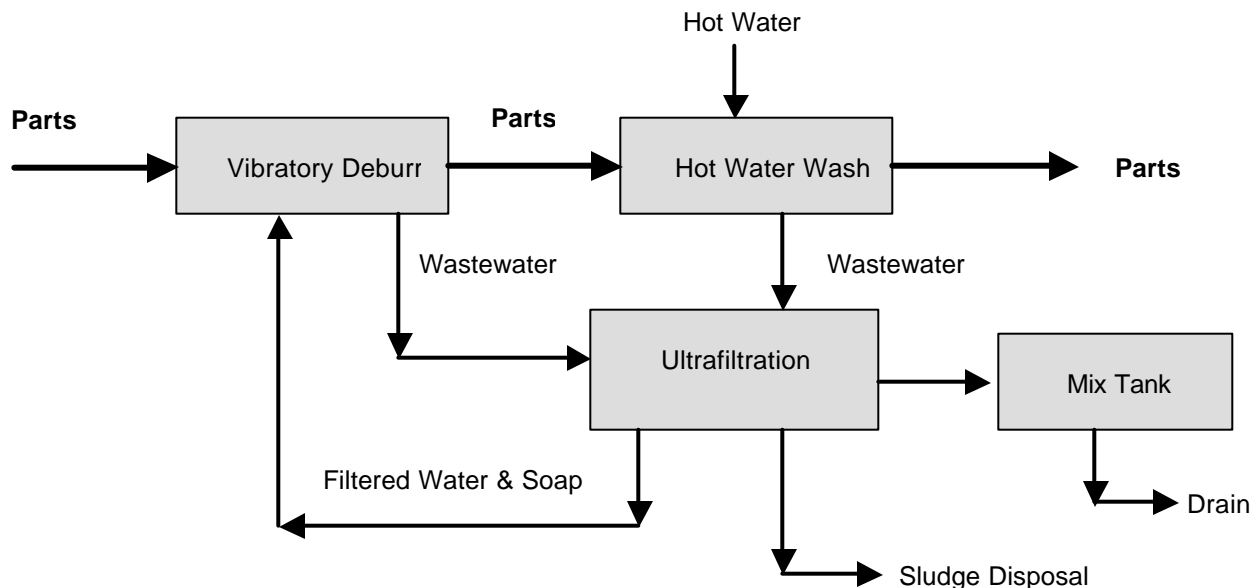 Hot Water
Parts
Parts
Vibratory Deburr
Hot Water Wash
Parts
Wastewater
Wastewater
Ultrafiltration
Mix Tank
Filtered Water & Soap
Drain
Sludge Disposal